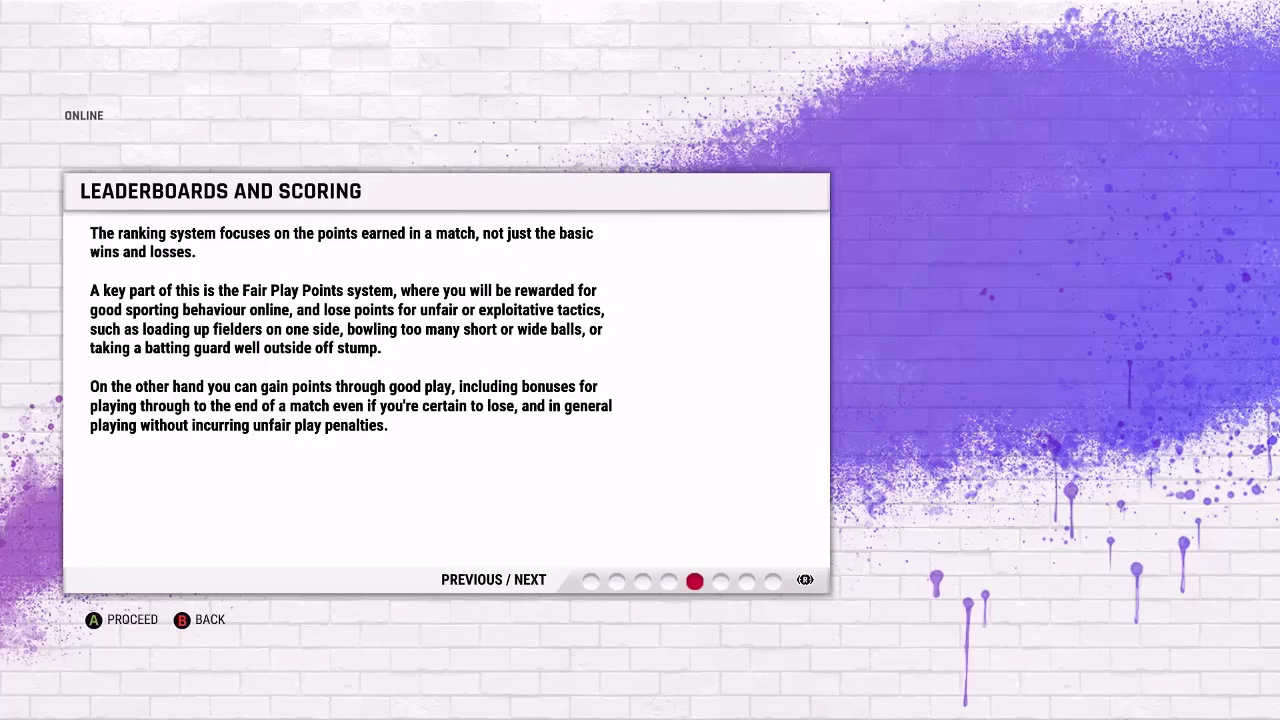 ONLINE
LEADERBOARDS AND SCORING
The ranking system focuses on the points earned in a match, not just the basic
wins and losses.
A key part of this is the Fair Play Points system, where you will be rewarded for
good sporting behaviour online, and lose points for unfair or exploitative tactics,
such as loading up fielders on one side, bowling too many short or wide balls, or
taking a batting guard well outside off stump.
On the other hand you can gain points through good play, including bonuses for
playing through to the end of a match even if you're certain to lose, and in general
playing without incurring unfair play penalties.
PREVIOUS / NEXT R
A PROCEED B BACK